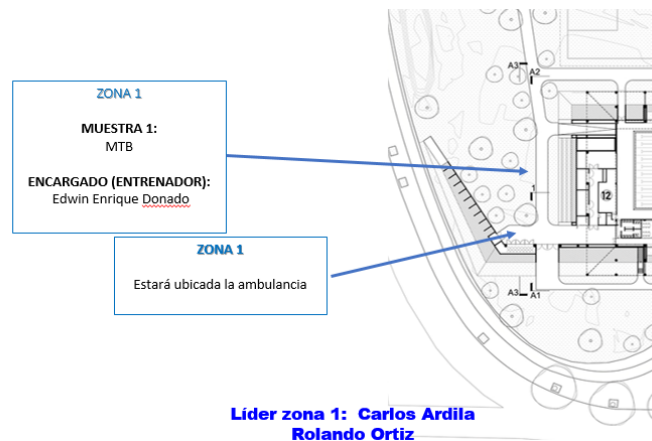 ZONA 1
MUESTRA 1:
MTB
ENCARGADO (ENTRENADOR):
Edwin Enrique Donado
ZONA 1
Estará ubicada la ambulancia
A3
A2
1
12
A3
A1
Líder zona 1: Carlos Ardila
Rolando Ortiz